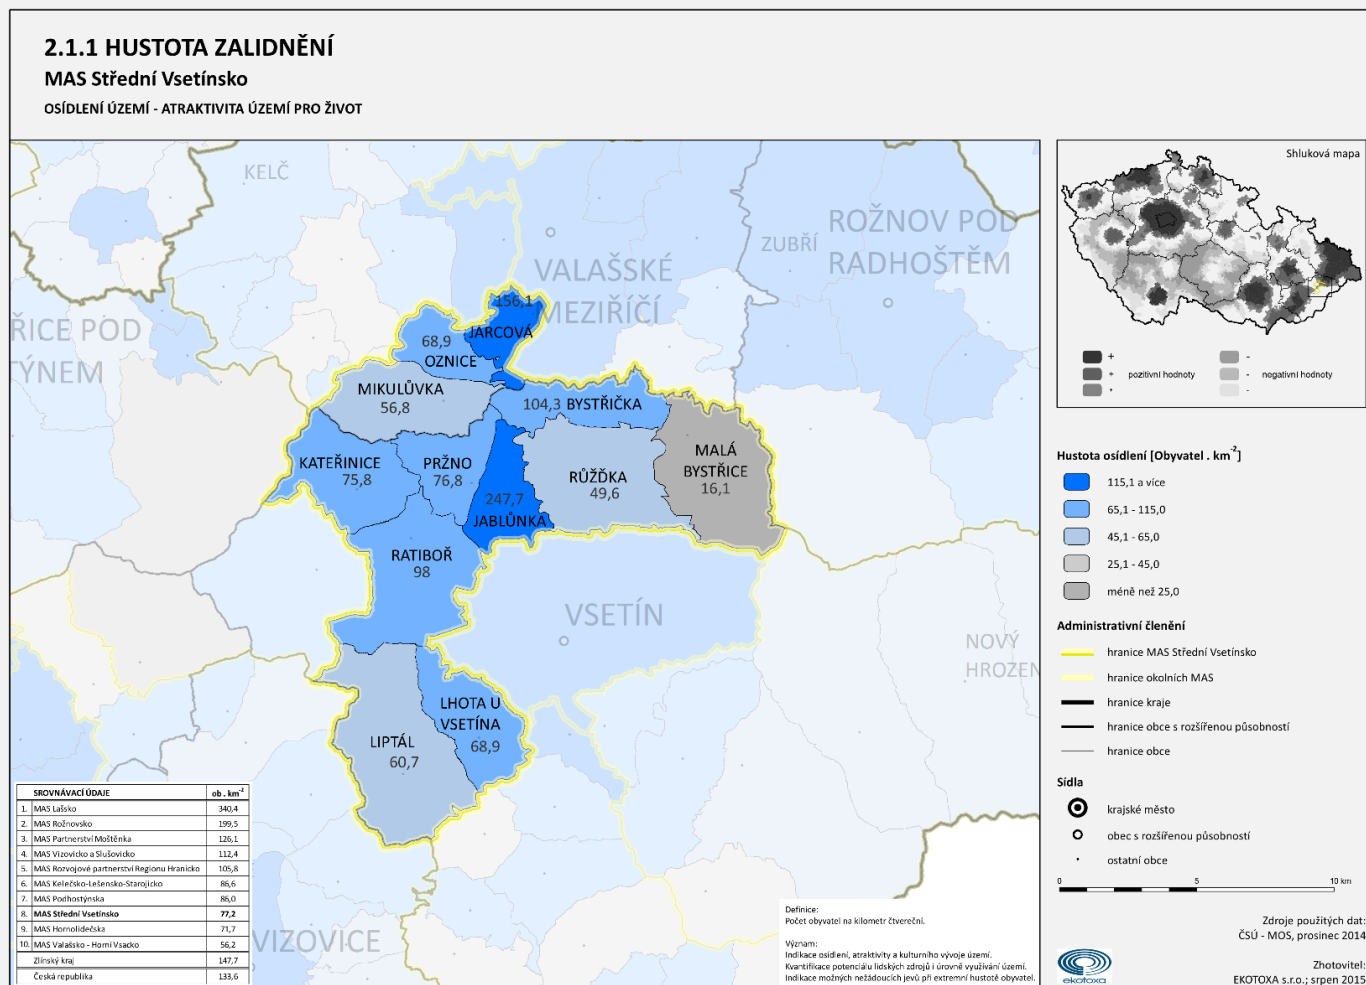 2.1.1 HUSTOTA ZALIDNĚNÍ
MAS Střední Vsetínsko
OSÍDLENÍ ÚZEMÍ - ATRAKTIVITA ÚZEMÍ PRO ŽIVOT
KELČ
VALAŠSKÉ
MEZIŘÍČÍ
ZUBŘÍ
ROŽNOV POD
RADHOŠTĚM
ŘICE POD
TÝNEM
156,1
JARCOVÁ
68,9
OZNICE
MIKULŮVKA
56,8
104,3 BYSTŘIČKA
MALÁ
BYSTŘICE
16,1
KATEŘINICE
75,8
PRŽNO
76,8
RŮŽĎKA
49,6
247,7
JABLŮNKA
RATIBOŘ
98
VSETÍN
NOVÝ
HROZEN
LHOTA U
VSETÍNA
68,9
LIPTÁL
60,7
VIZOVICE
SROVNÁVACÍ ÚDAJE ob . km-2
1. MAS Lašsko 340,4
2. MAS Rožnovsko 199,5
3. MAS Partnerství Moštěnka 126,1
4. MAS Vizovicko a Slušovicko 112,4
5. MAS Rozvojové partnerství Regionu Hranicko 105,8
6. MAS Kelečsko-Lešensko-Starojicko 86,6
7. MAS Podhostýnska 86,0
8. MAS Střední Vsetínsko 77,2
9. MAS Hornolidečska 71,7
10. MAS Valašsko - Horní Vsacko 56,2
Zlínský kraj 147,7
Česká republika 133,6
Definice:
Počet obyvatel na kilometr čtvereční.
Význam:
Indikace osídlení, atraktivity a kulturního vývoje území.
Kvantifikace potenciálu lidských zdrojů i úrovně využívání území.
Indikace možných nežádoucích jevů při extremní hustotě obyvatel.
Shluková mapa
+ -
+ pozitivní hodnoty - negativní hodnoty
+ -
Hustota osídlení [Obyvatel . km-2]
115,1 a více
65,1 - 115,0
45,1 - 65,0
25,1 - 45,0
méně než 25,0
Administrativní členění
hranice MAS Střední Vsetínsko
hranice okolních MAS
hranice kraje
hranice obce s rozšířenou působností
hranice obce
Sídla
krajské město
obec s rozšířenou působností
ostatní obce
0 5 10 km
Zdroje použitých dat:
ČSÚ - MOS, prosinec 2014
Zhotovitel:
EKOTOXA s.r.o.; srpen 2015
ekotoxa